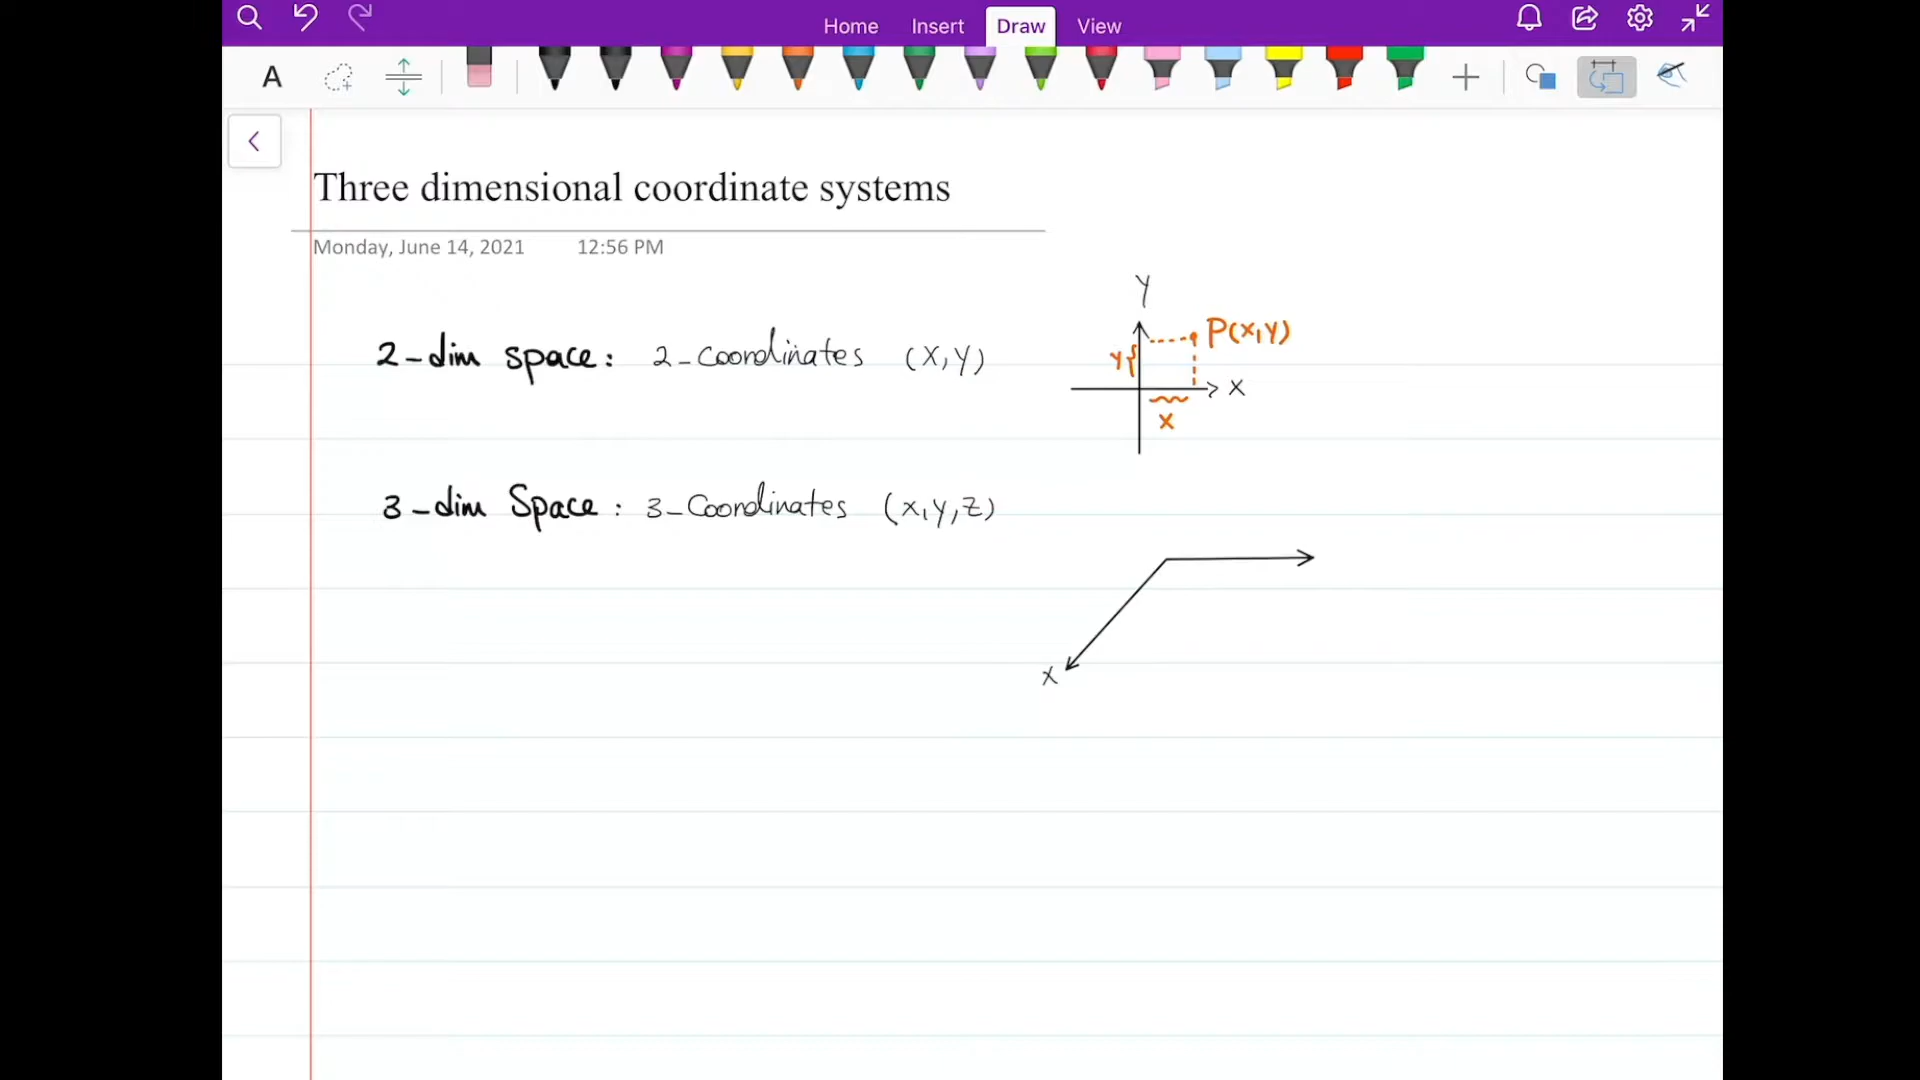 Home Insert Draw View
A
Three dimensional coordinate systems
Monday, June 14, 2021 12:56 PM
Y
P(X,Y)
2-dim space: 2-Coordinates (X,Y)
Y
X
X
3-dim Space: 3-Coordinates (x,y,z)
X